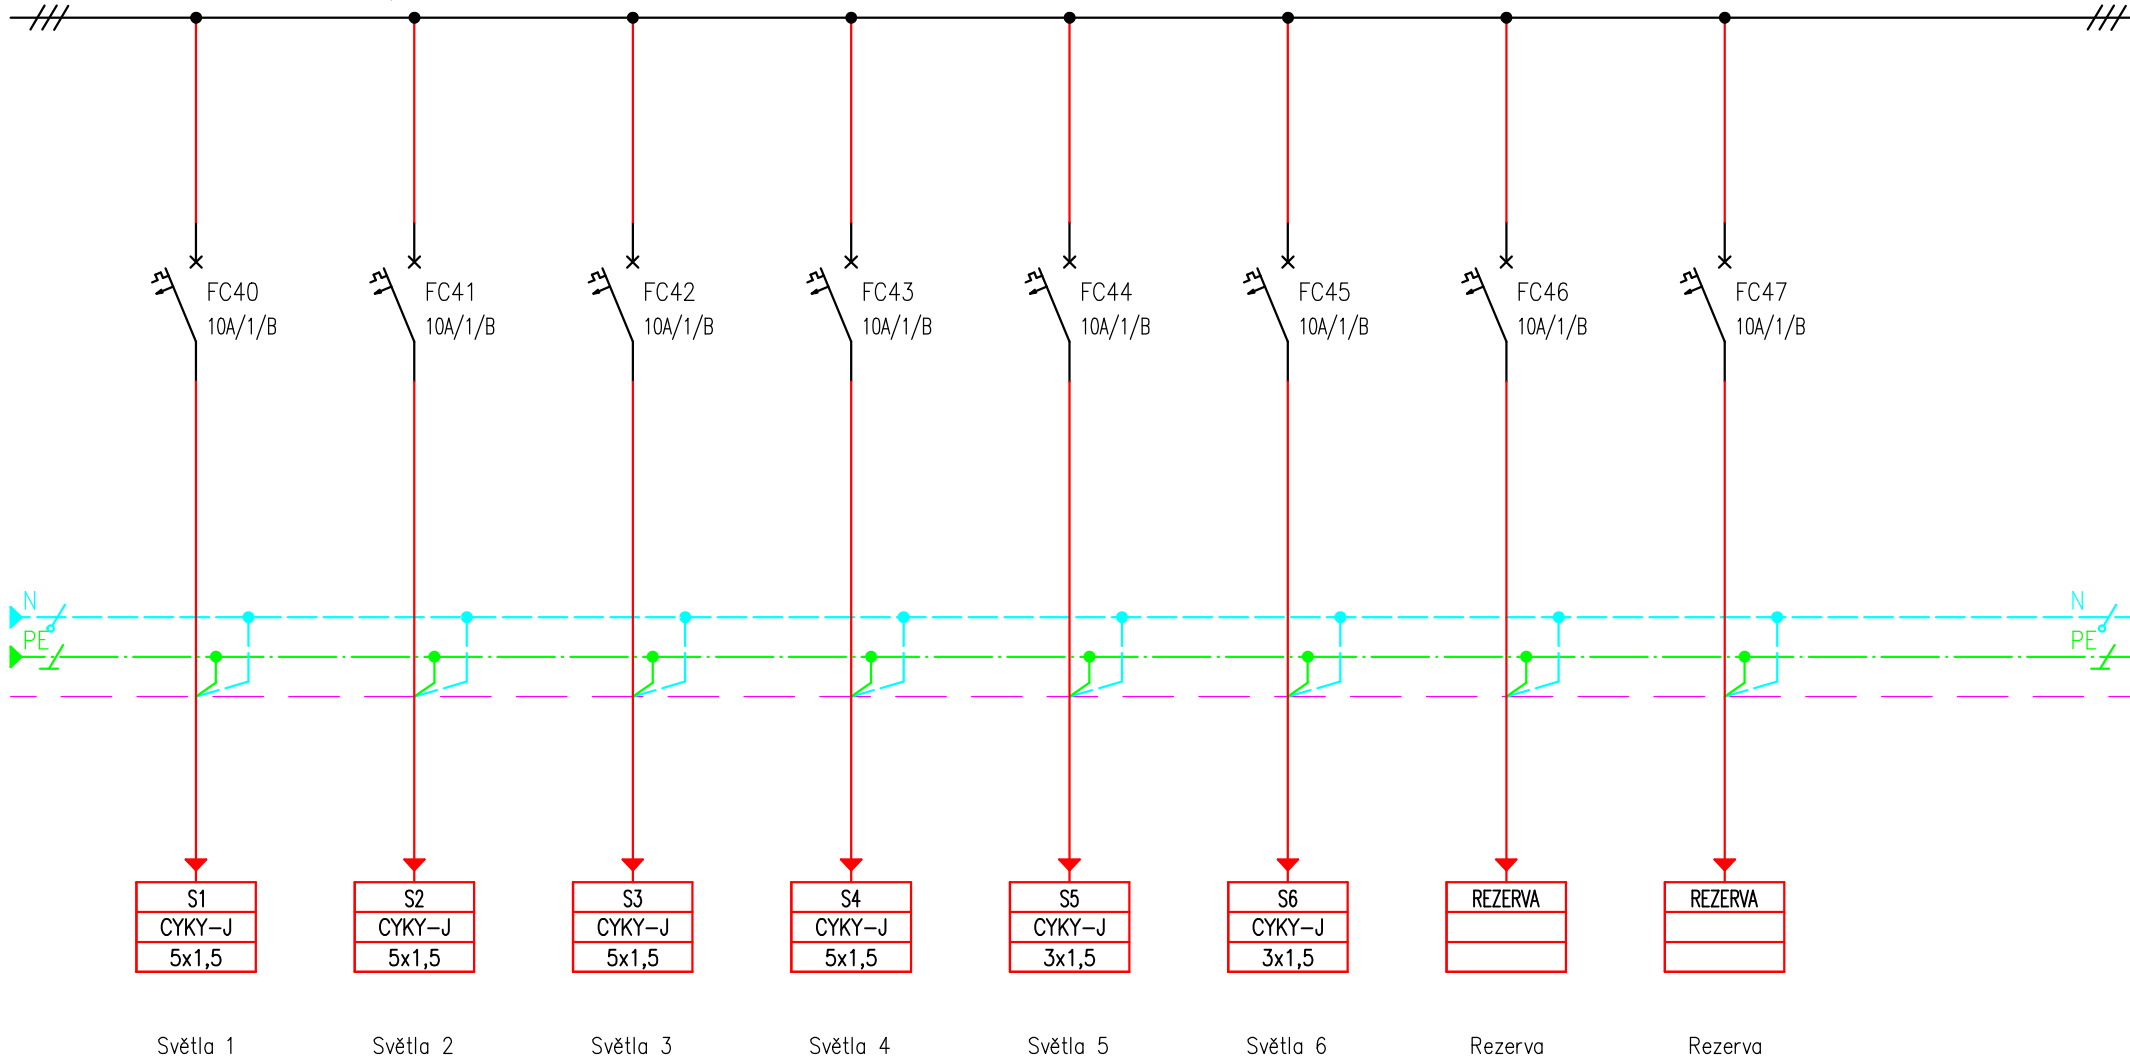 FC40 FC41 FC42 FC43 FC44 FC45 FC46 FC47
10A/1/B 10A/1/B 10A/1/B 10A/1/B 10A/1/B 10A/1/B 10A/1/B 10A/1/B
N N
PE PE
S1 S2 S3 S4 S5 S6 REZERVA REZERVA
CYKY-J CYKY-J CYKY-J CYKY-J CYKY-J CYKY-J
5x1,5 5x1,5 5x1,5 5x1,5 3x1,5 3x1,5
Světla 1 Světla 2 Světla 3 Světla 4 Světla 5 Světla 6 Rezerva Rezerva